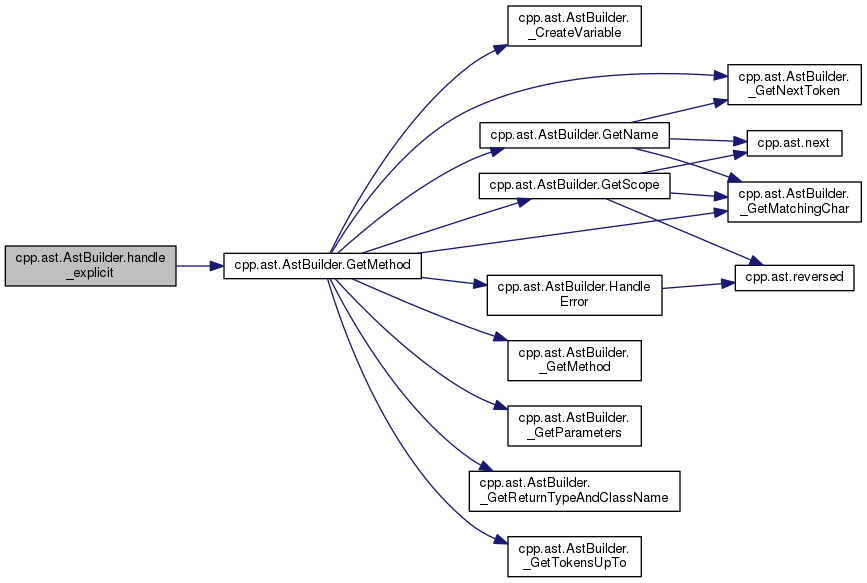 cpp.ast.AstBuilder.
_CreateVariable
cpp.ast.AstBuilder.
_GetNextToken
cpp.ast.AstBuilder.GetName
cpp.ast.next
cpp.ast.AstBuilder.GetScope
cpp.ast.AstBuilder.
_GetMatchingChar
cpp.ast.AstBuilder.handle
_explicit
cpp.ast.AstBuilder.GetMethod
cpp.ast.reversed
cpp.ast.AstBuilder.Handle
Error
cpp.ast.AstBuilder.
_GetMethod
cpp.ast.AstBuilder.
_GetParameters
cpp.ast.AstBuilder.
_GetReturnTypeAndClassName
cpp.ast.AstBuilder.
_GetTokensUpTo